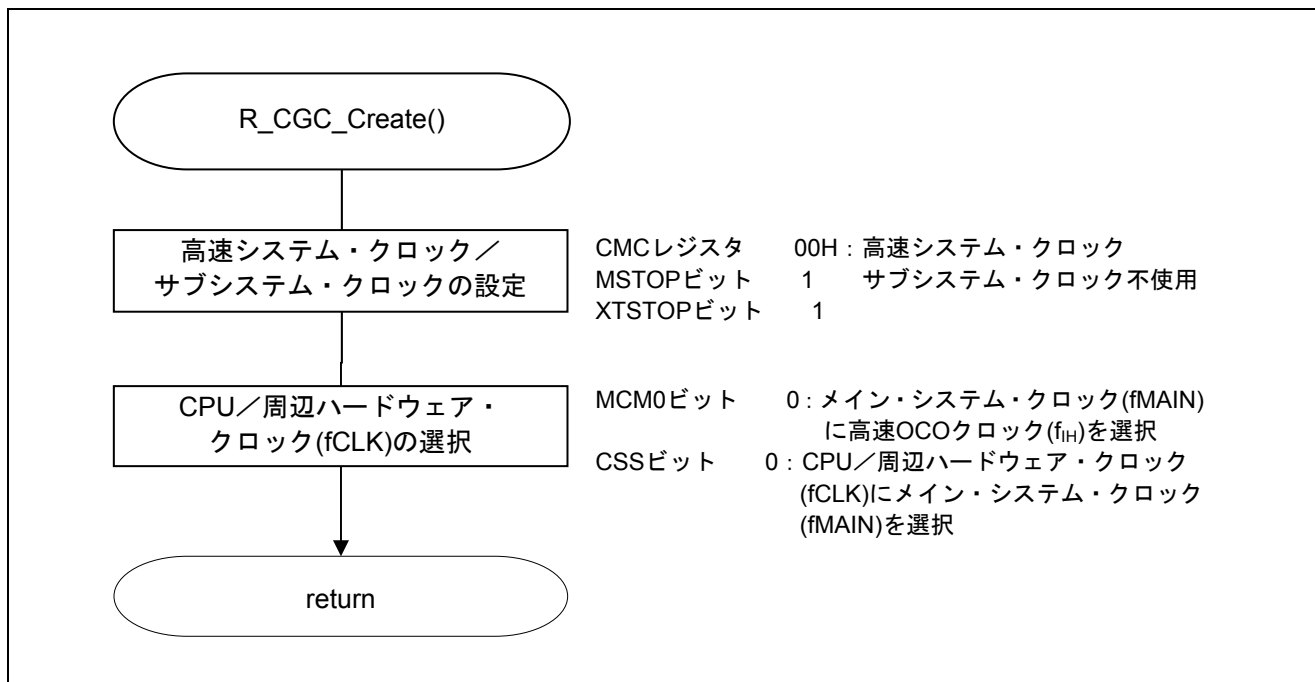 R_CGC_Create()
高速システム・クロック／
サブシステム・クロックの設定
CMCレジスタ 00H：高速システム・クロック
MSTOPビット 1 サブシステム・クロック不使用
XTSTOPビット 1
CPU／周辺ハードウェア・
クロック(fCLK)の選択
MCM0ビット 0：メイン・システム・クロック(fMAIN)
に高速OCOクロック(fIH)を選択
CSSビット 0：CPU／周辺ハードウェア・クロック
(fCLK)にメイン・システム・クロック
(fMAIN)を選択
return